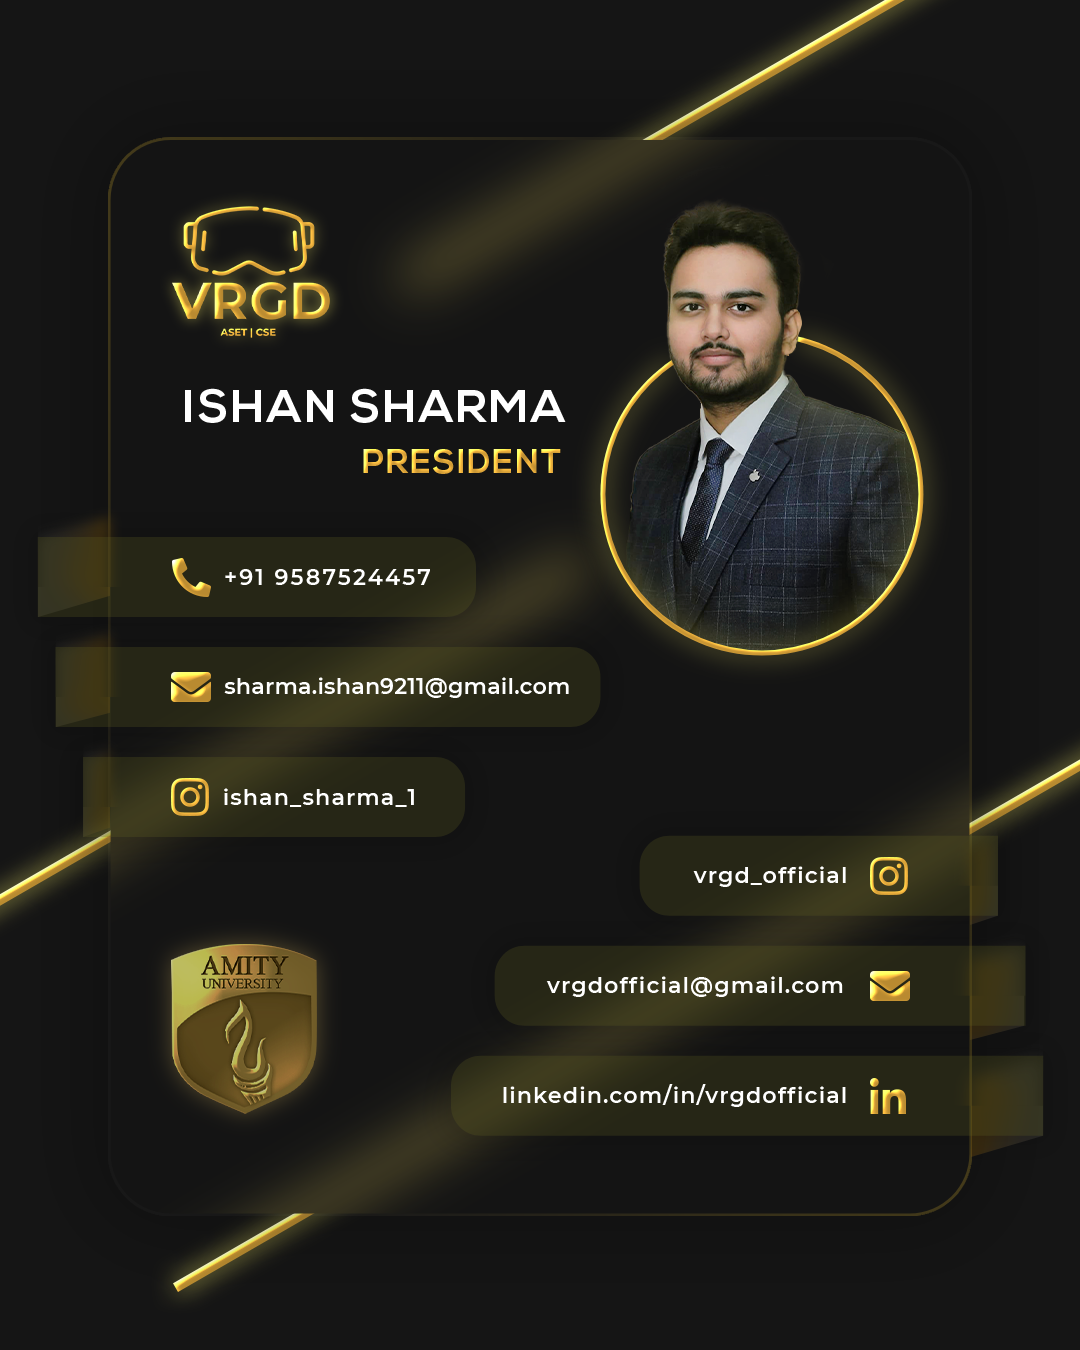 VRGD
ASET | CSE
ISHAN SHARMA
PRESIDENT
+91 9587524457
sharma.ishan9211@gmail.com
ishan_sharma_1
vrgd_official
vrgdofficial@gmail.com
linkedin.com/in/vrgdofficial
in
AMITY
UNIVERSITY